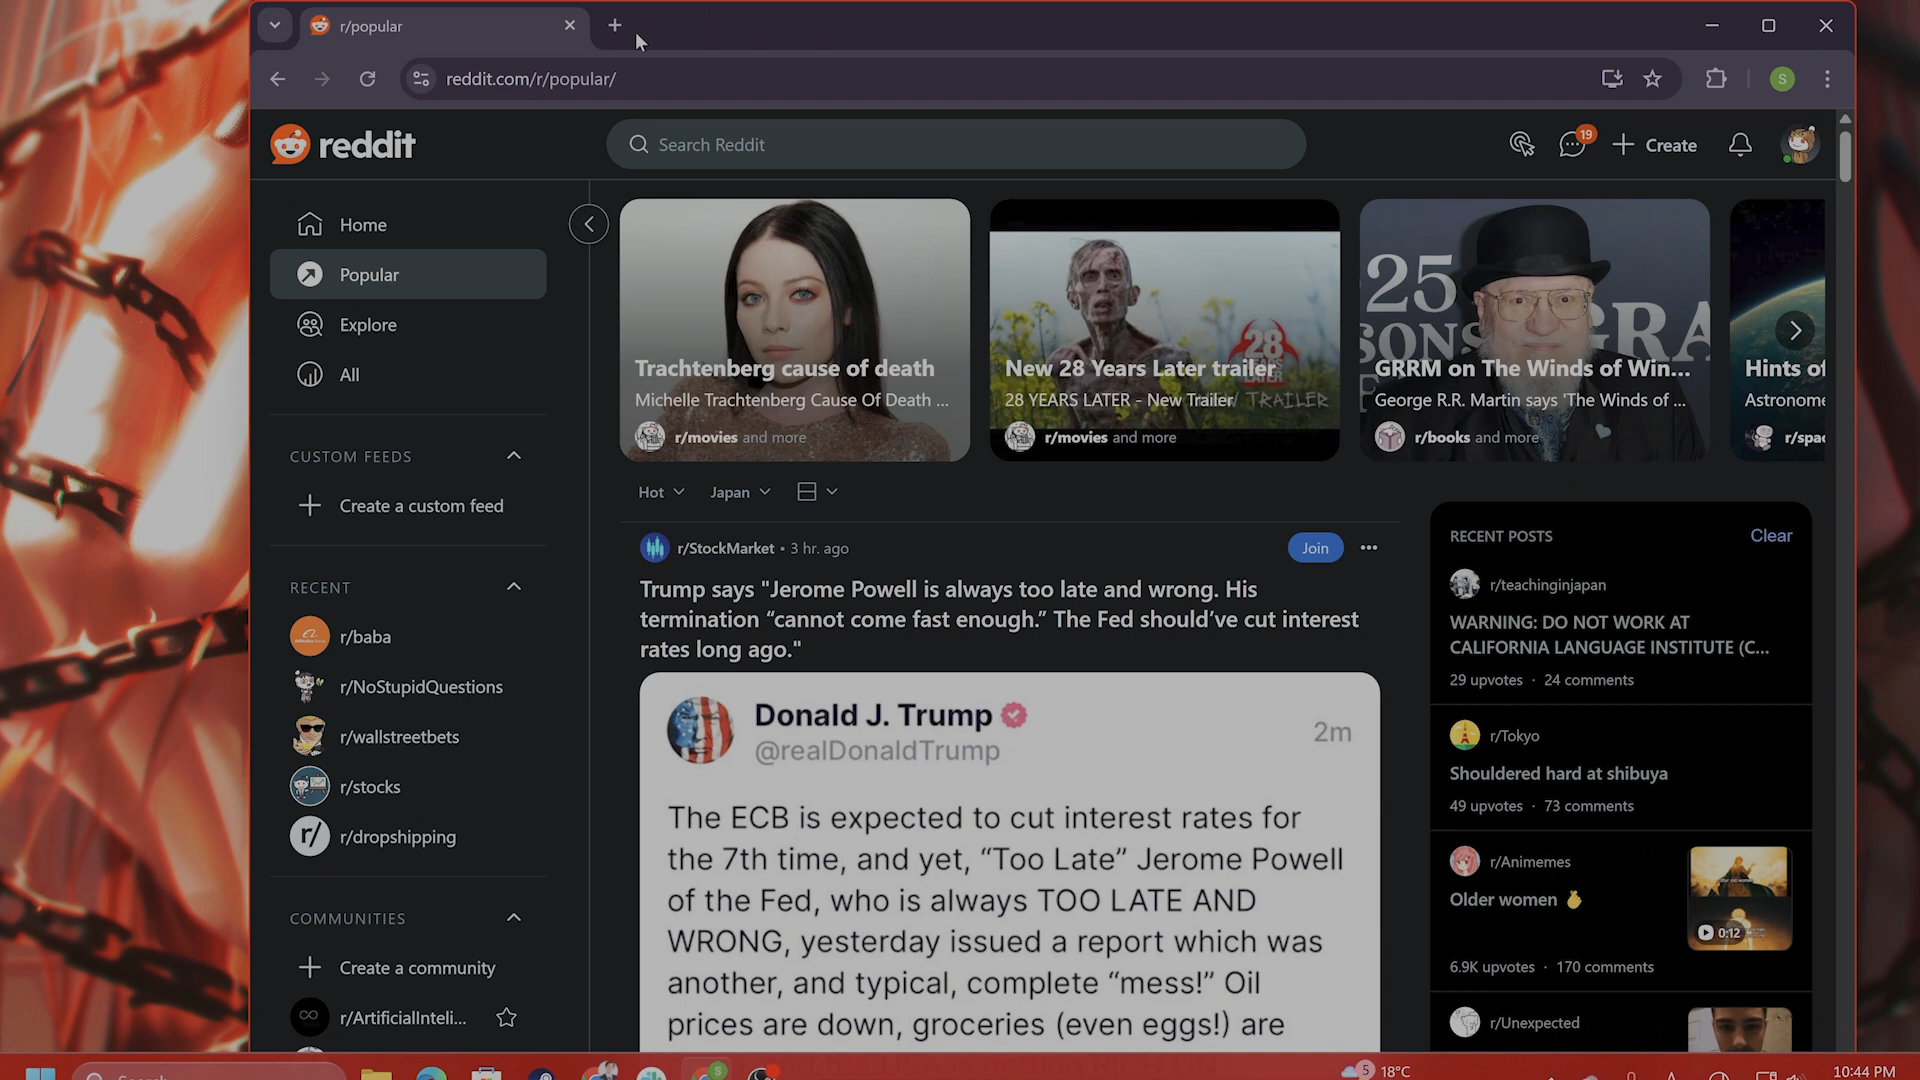 r/popular
reddit.com/r/popular/
S
reddit
Search Reddit
19
Create
Home
Popular
Explore
All
CUSTOM FEEDS
Create a custom feed
RECENT
r/baba
r/NoStupidQuestions
r/wallstreetbets
r/stocks
r/dropshipping
COMMUNITIES
Create a community
r/ArtificialInteli...
Trachtenberg cause of death
Michelle Trachtenberg Cause Of Death ...
r/movies and more
28
New 28 Years Later trailer
28 YEARS LATER - New Trailer
TRAILER
r/movies and more
25
SONS
GRA
GRRM on The Winds of Win...
George R.R. Martin says 'The Winds of ...
r/books and more
Hints of
Astronome
r/spac
Hot
Japan
r/StockMarket • 3 hr. ago
Join
Trump says "Jerome Powell is always too late and wrong. His
termination “cannot come fast enough.” The Fed should’ve cut interest
rates long ago."
Donald J. Trump
@realDonaldTrump
2m
The ECB is expected to cut interest rates for
the 7th time, and yet, “Too Late” Jerome Powell
of the Fed, who is always TOO LATE AND
WRONG, yesterday issued a report which was
another, and typical, complete “mess!” Oil
prices are down, groceries (even eggs!) are
RECENT POSTS
Clear
r/teachinginjapan
WARNING: DO NOT WORK AT
CALIFORNIA LANGUAGE INSTITUTE (C...
29 upvotes · 24 comments
r/Tokyo
Shouldered hard at shibuya
49 upvotes · 73 comments
r/Animemes
Older women
0:12
6.9K upvotes · 170 comments
r/Unexpected
Search
S
5
18°C
10:44 PM